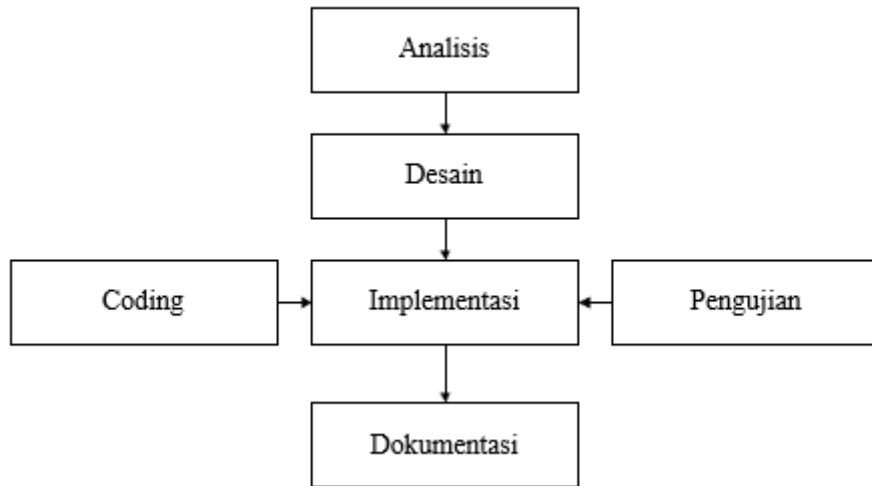 Analisis
Desain
Coding
Implementasi
Pengujian
Dokumentasi